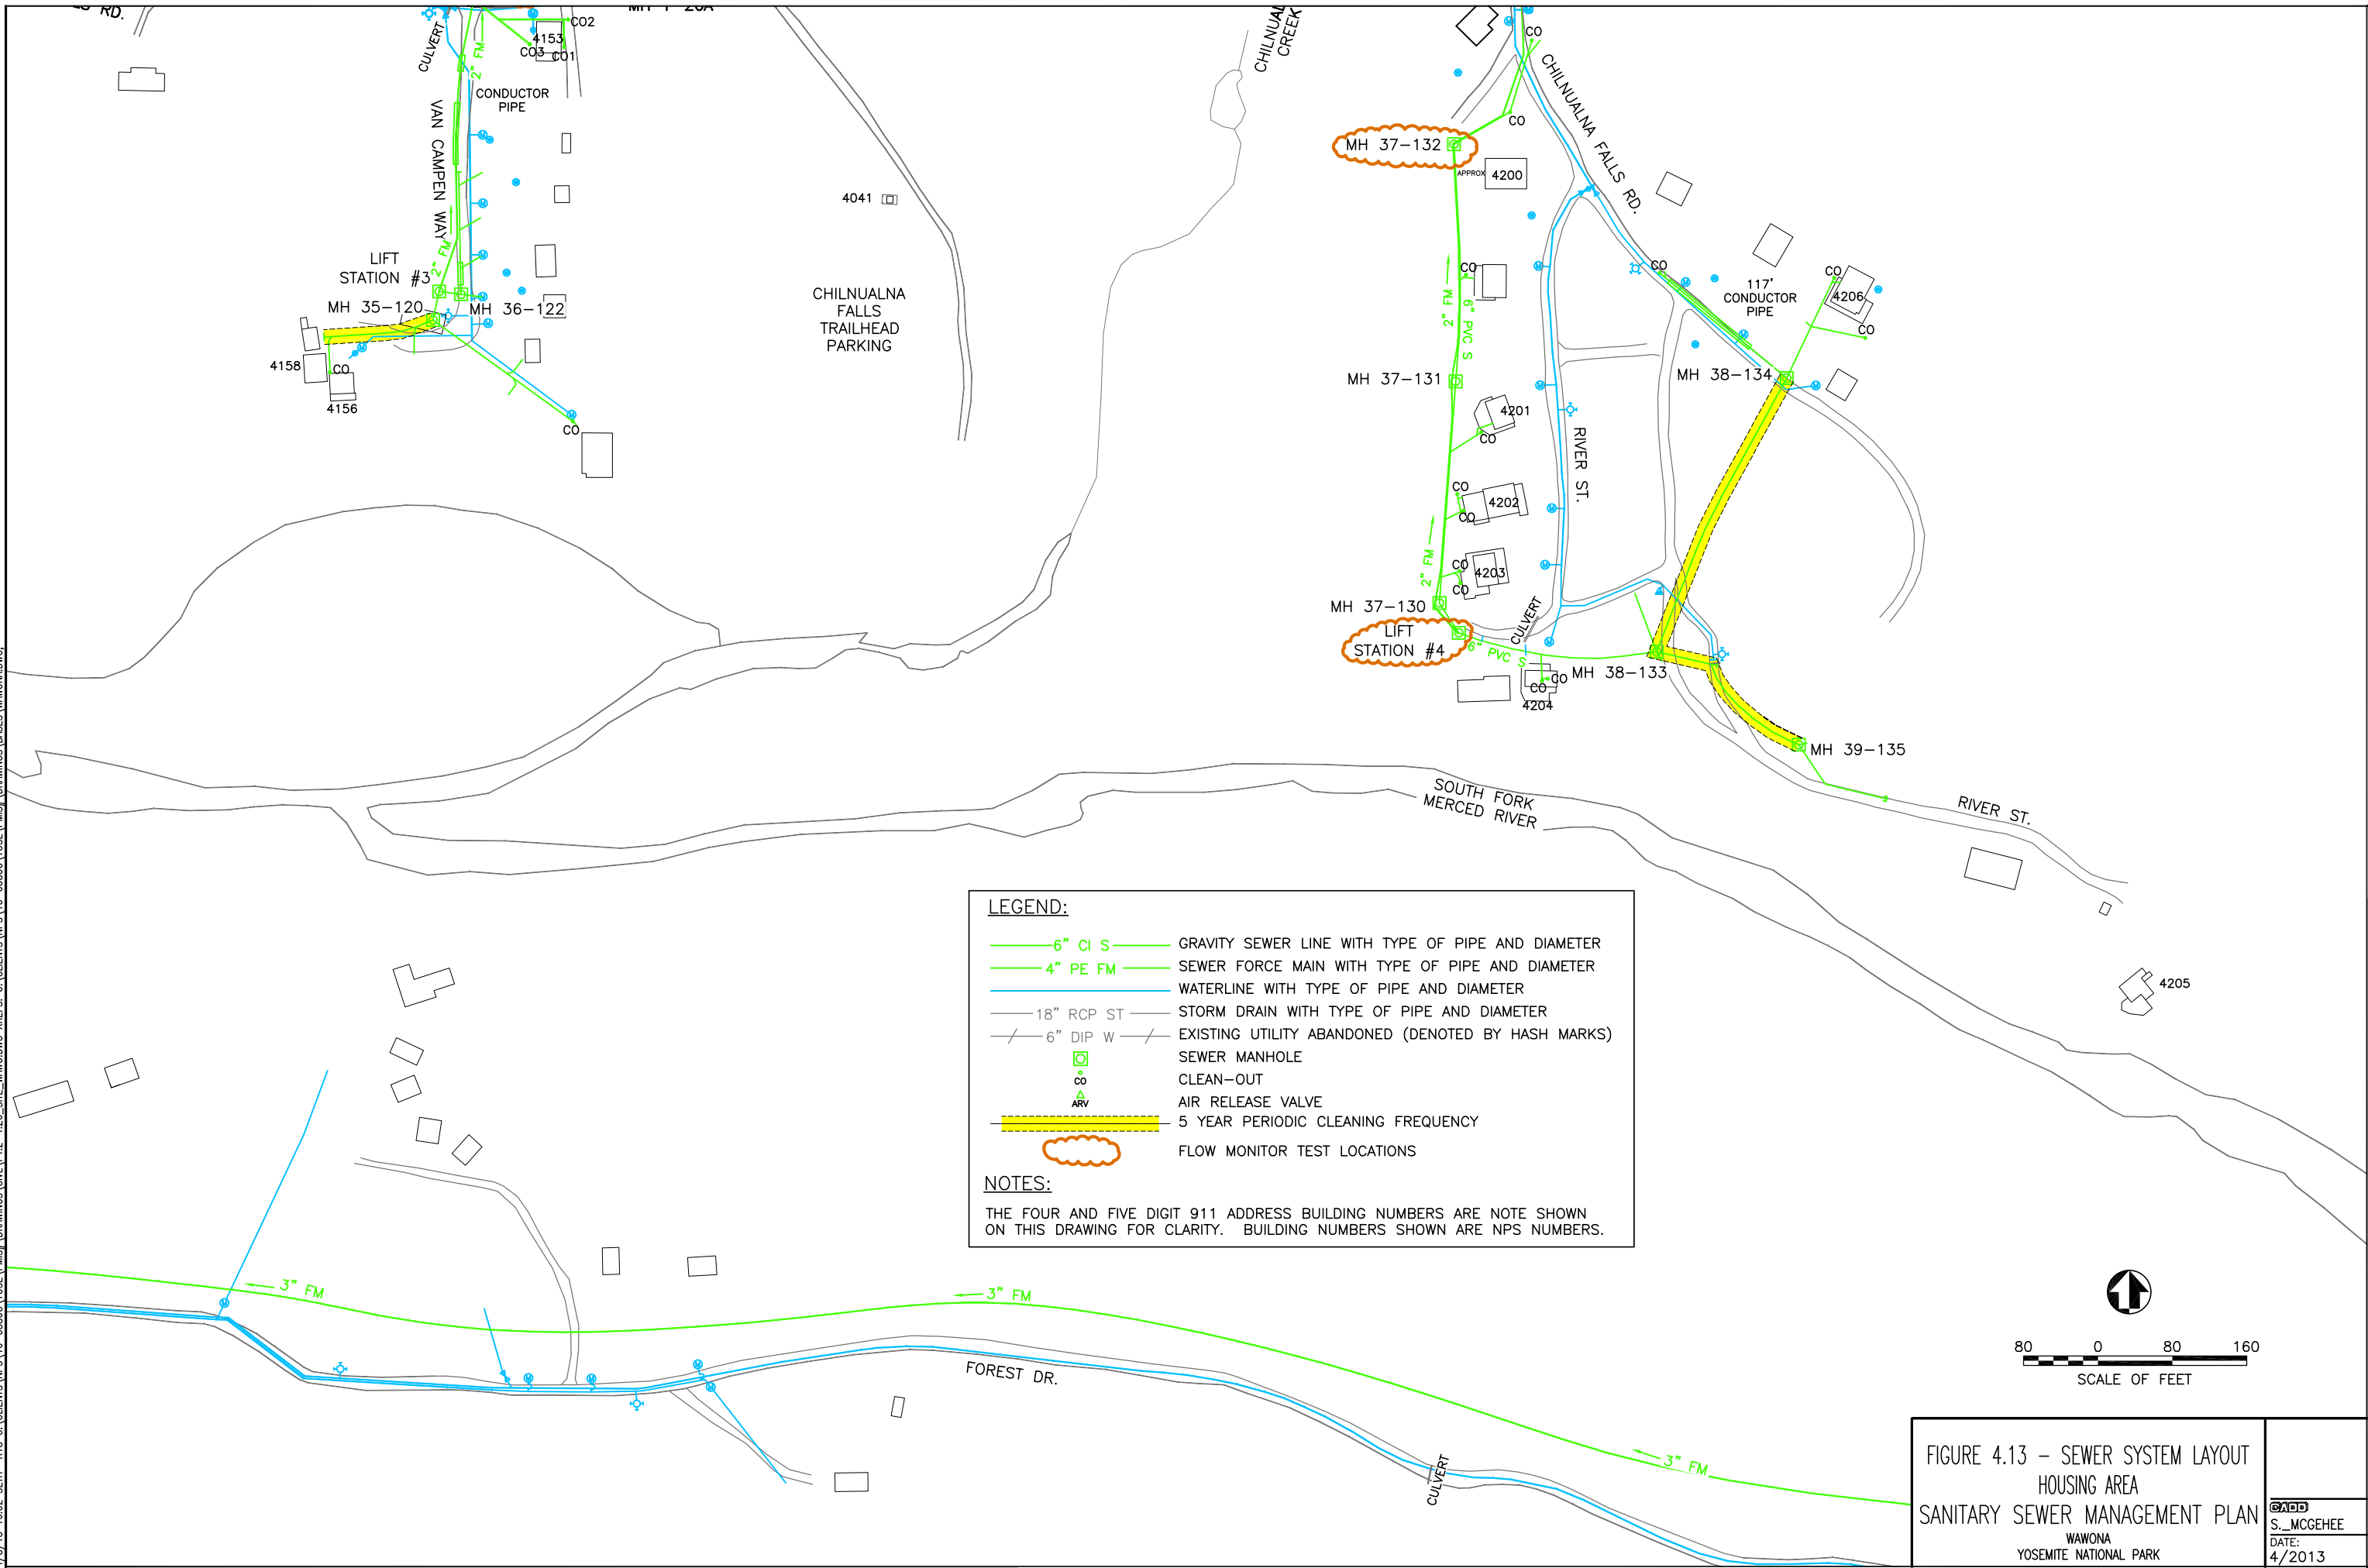 RD.
CULVERT
2" FM
CO2
4153
CO3
CO1
CONDUCTOR
PIPE
VAN CAMPEN WAY
2" FM
LIFT
STATION #3
MH 35-120
MH 36-122
4158
CO
4156
CO
4041
CHILNUALNA
FALLS
TRAILHEAD
PARKING
CREEK
CO
CHILNUALNA FALLS RD.
CO
MH 37-132
APPROX
4200
CO
2" FM
6" PVC S
MH 37-131
4201
CO
RIVER ST.
CO
4202
CO
2" FM
CO
4203
CO
MH 37-130
LIFT
STATION #4
6" PVC S
CULVERT
CO
CO
4204
MH 38-133
CO
117'
CONDUCTOR
PIPE
CO
4206
CO
MH 38-134
MH 39-135
RIVER ST.
SOUTH FORK
MERCED RIVER
4205
LEGEND:
6" CI S GRAVITY SEWER LINE WITH TYPE OF PIPE AND DIAMETER
4" PE FM SEWER FORCE MAIN WITH TYPE OF PIPE AND DIAMETER
WATERLINE WITH TYPE OF PIPE AND DIAMETER
18" RCP ST STORM DRAIN WITH TYPE OF PIPE AND DIAMETER
6" DIP W EXISTING UTILITY ABANDONED (DENOTED BY HASH MARKS)
SEWER MANHOLE
CO CLEAN-OUT
ARV AIR RELEASE VALVE
5 YEAR PERIODIC CLEANING FREQUENCY
FLOW MONITOR TEST LOCATIONS
NOTES:
THE FOUR AND FIVE DIGIT 911 ADDRESS BUILDING NUMBERS ARE NOTE SHOWN
ON THIS DRAWING FOR CLARITY. BUILDING NUMBERS SHOWN ARE NPS NUMBERS.
3" FM
3" FM
3" FM
FOREST DR.
CULVERT
80 0 80 160
SCALE OF FEET
FIGURE 4.13 - SEWER SYSTEM LAYOUT
HOUSING AREA
SANITARY SEWER MANAGEMENT PLAN
WAWONA
YOSEMITE NATIONAL PARK
CADD
S._MCGEHEE
DATE:
4/2013